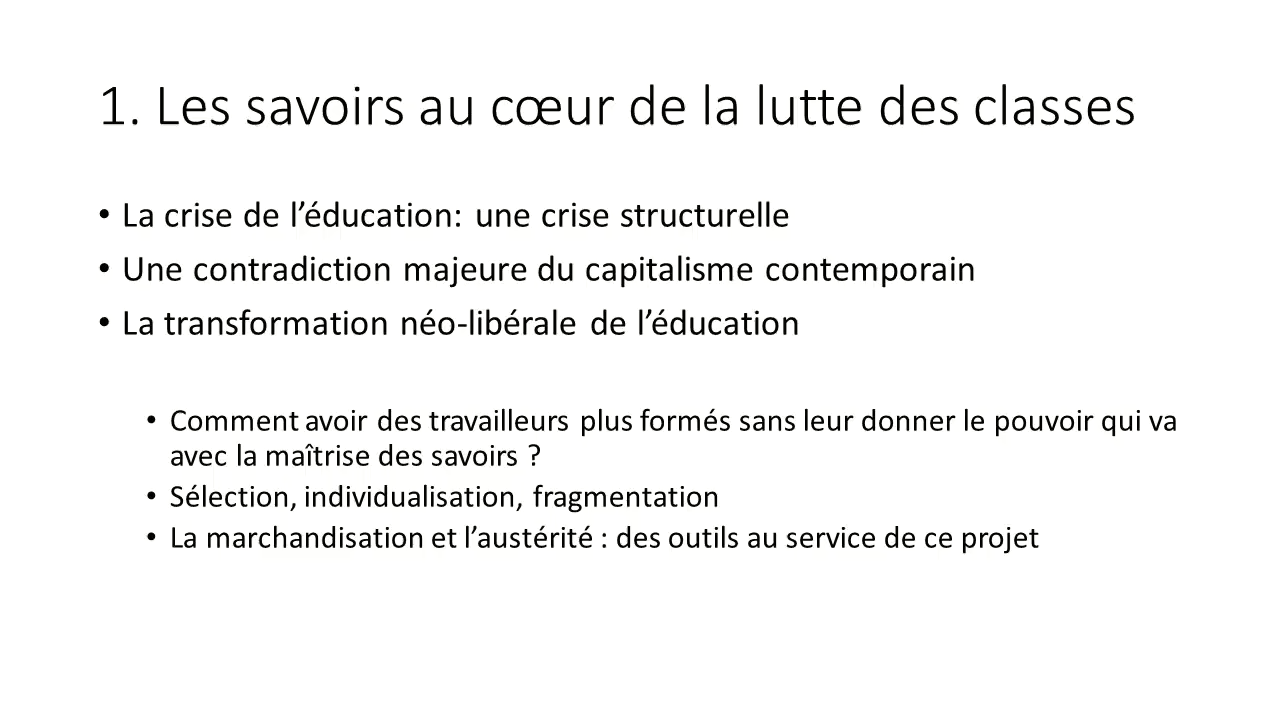 1. Les savoirs au cœur de la lutte des classes
• La crise de l’éducation: une crise structurelle
• Une contradiction majeure du capitalisme contemporain
• La transformation néo-libérale de l’éducation
• Comment avoir des travailleurs plus formés sans leur donner le pouvoir qui va
avec la maîtrise des savoirs ?
• Sélection, individualisation, fragmentation
• La marchandisation et l’austérité : des outils au service de ce projet